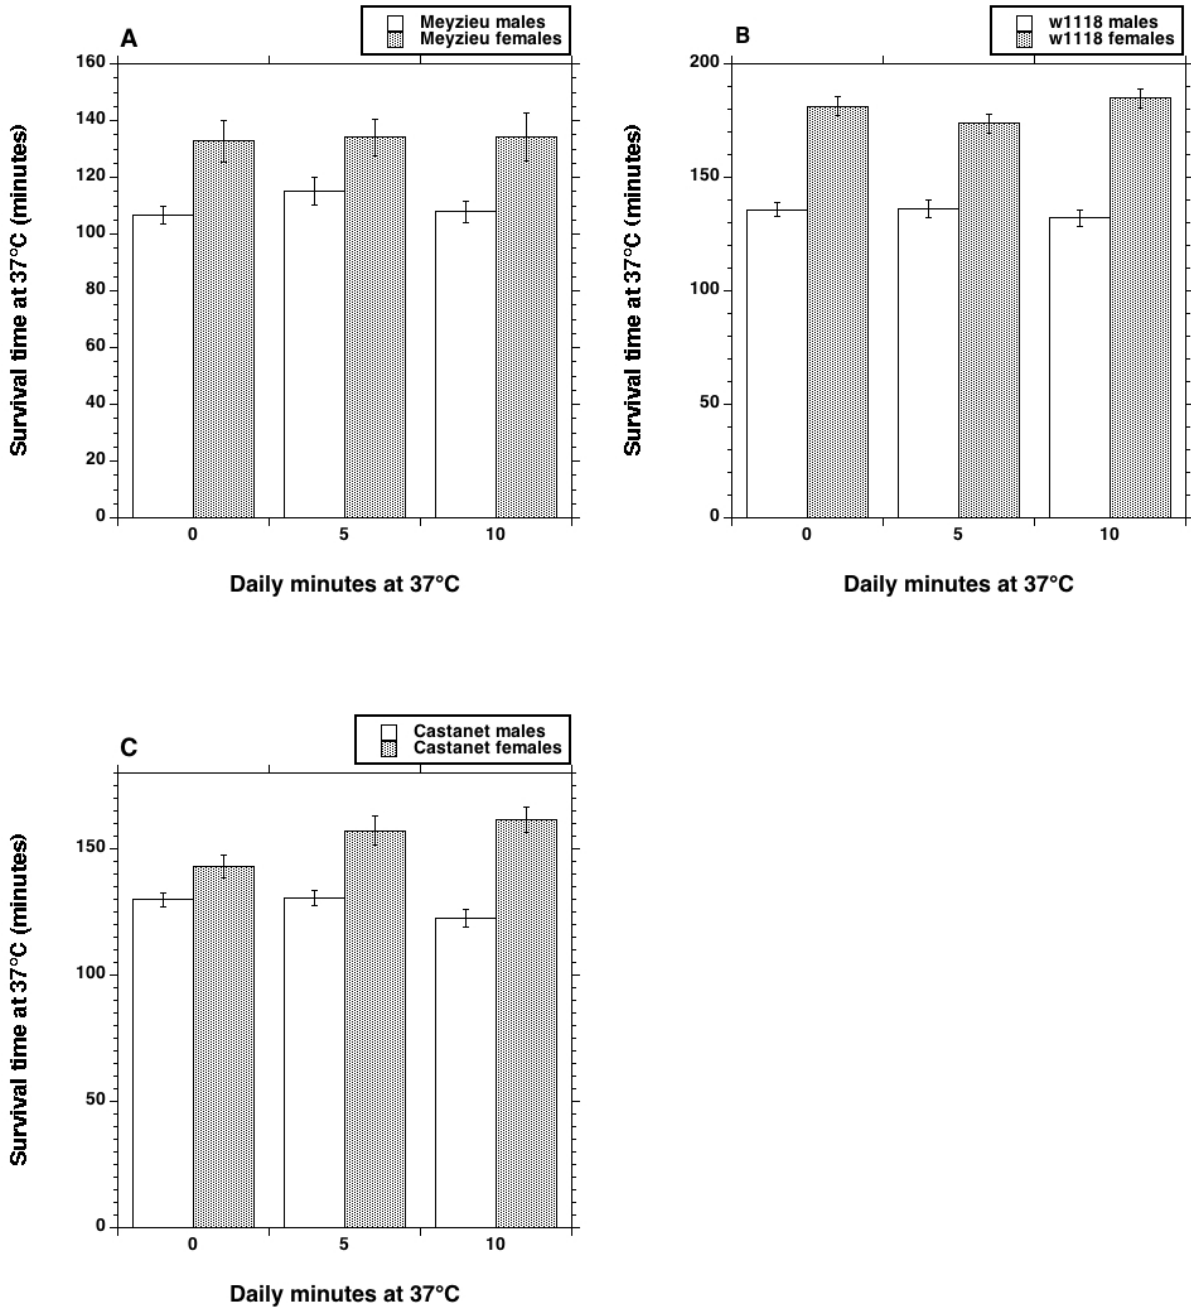 A
Meyzieu males
Meyzieu females
160
140
120
100
80
60
40
20
0
0 5 10
Survival time at 37°C (minutes)
Daily minutes at 37°C
B
w1118 males
w1118 females
200
150
100
50
0
0 5 10
Survival time at 37°C (minutes)
Daily minutes at 37°C
C
Castanet males
Castanet females
150
100
50
0
0 5 10
Survival time at 37°C (minutes)
Daily minutes at 37°C